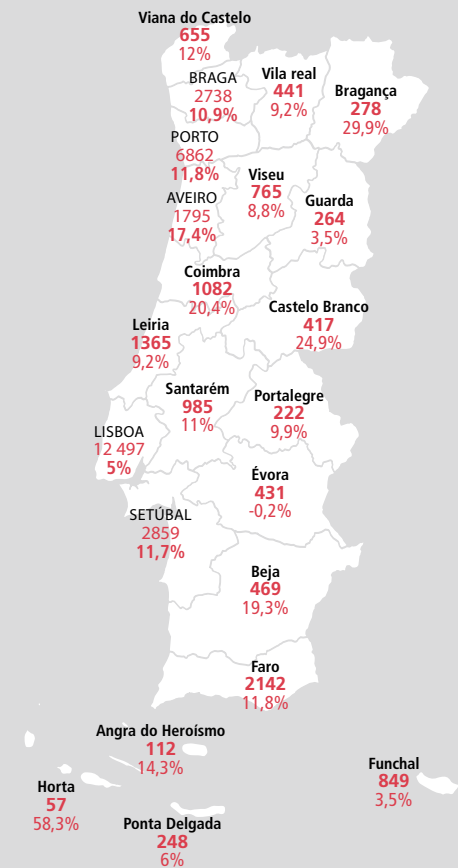 Viana do Castelo
655
12%
BRAGA
2738
10,9%
Vila real
441
9,2%
Bragança
278
29,9%
PORTO
6862
11,8%
AVEIRO
1795
17,4%
Viseu
765
8,8%
Guarda
264
3,5%
Coimbra
1082
20,4%
Castelo Branco
417
24,9%
Leiria
1365
9,2%
Santarém
985
11%
Portalegre
222
9,9%
LISBOA
12 497
5%
Évora
431
-0,2%
SETÚBAL
2859
11,7%
Beja
469
19,3%
Faro
2142
11,8%
Angra do Heroísmo
112
14,3%
Funchal
849
3,5%
Horta
57
58,3%
Ponta Delgada
248
6%